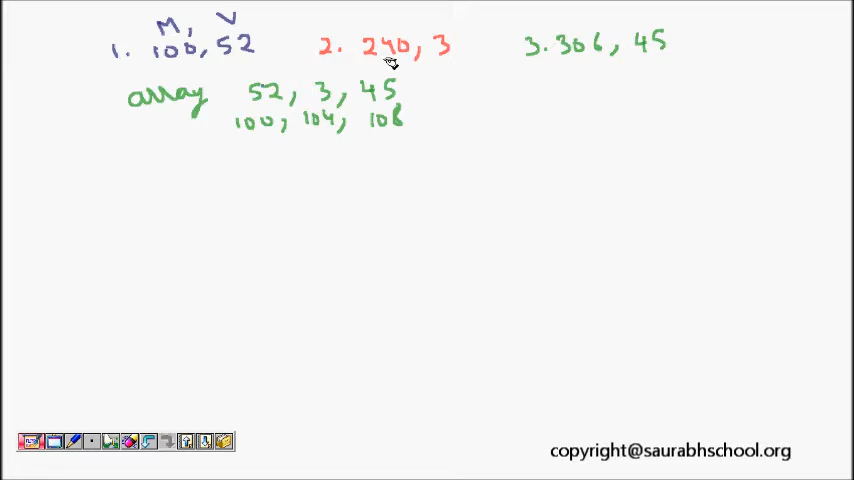 M, V
1. 100, 52 2. 240, 3 3. 306, 45
array 52, 3, 45
100, 104, 108
copyright@saurabhschool.org